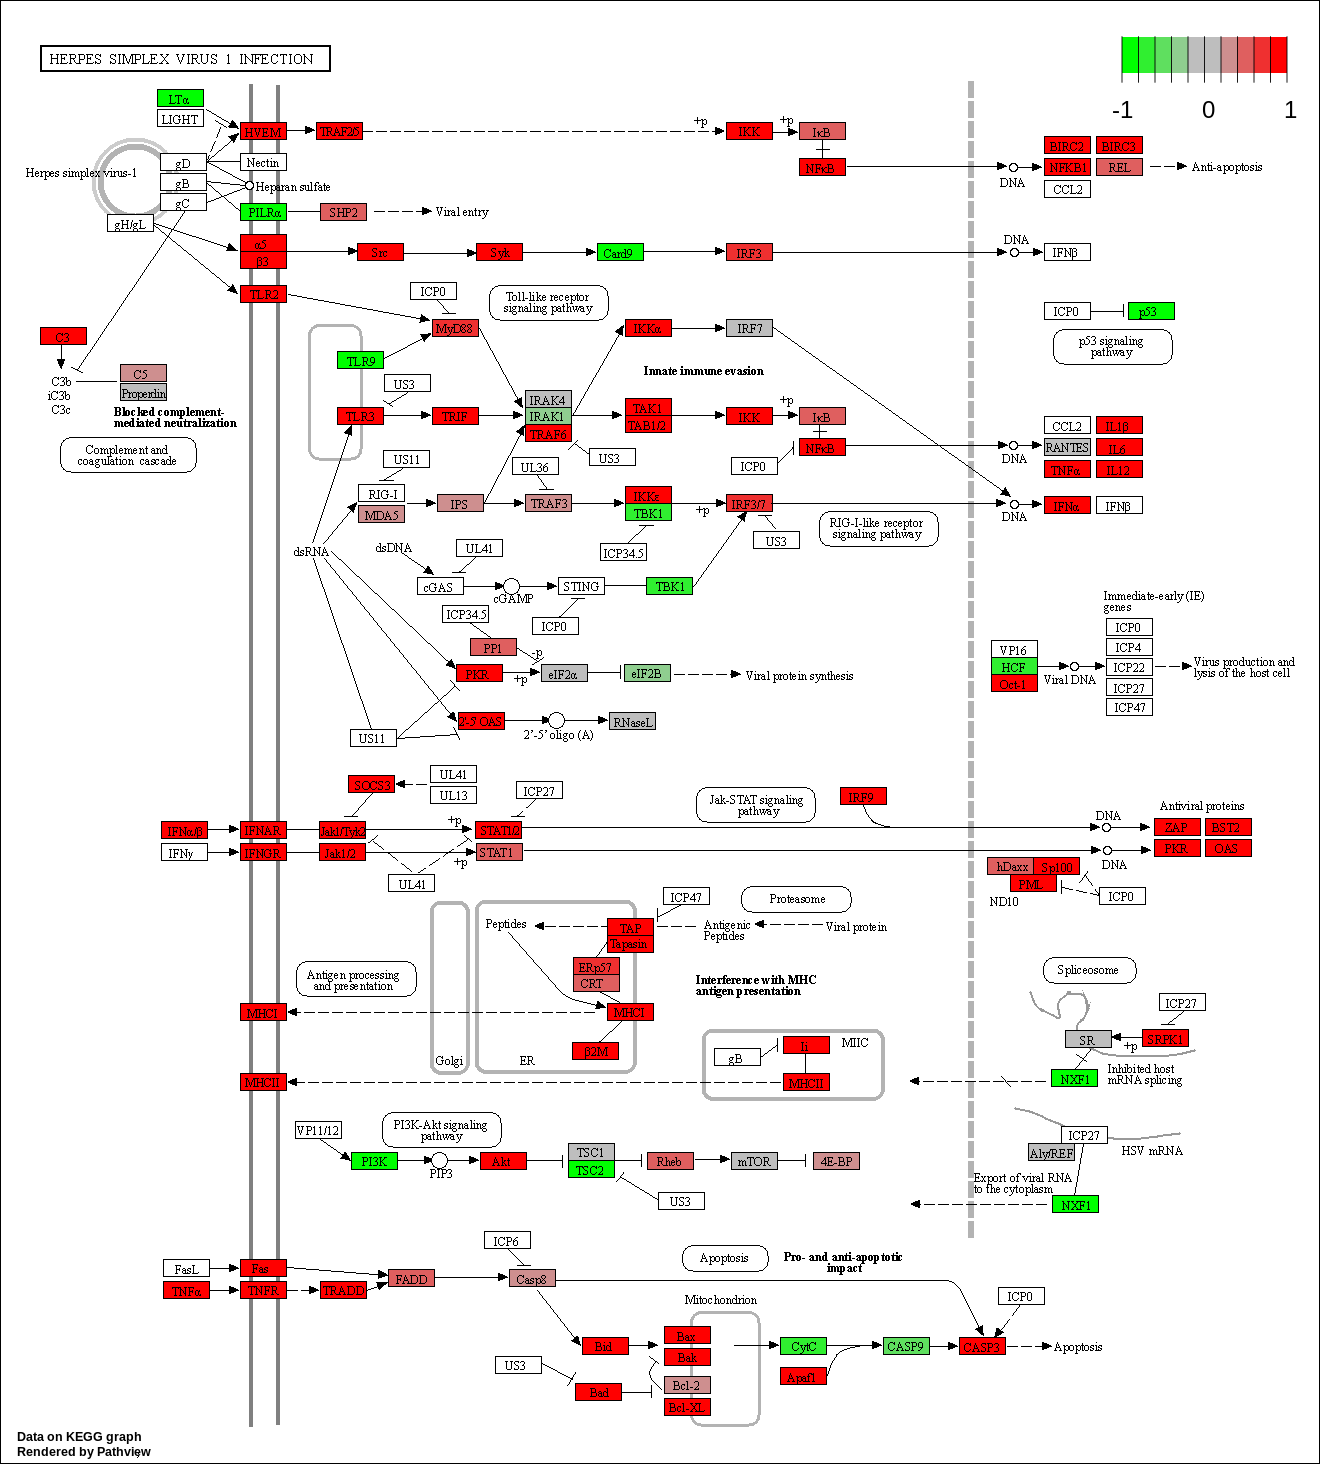 HERPES SIMPLEX VIRUS 1 INFECTION
-1 0 1
LTα
LIGHT
HVEM
TRAF2/5
+p
IKK
+p
IκB
NFκB
DNA
BIRC2 BIRC3
NFKB1 REL
CCL2
Anti-apoptosis
Herpes simplex virus-1
gD
gB
gC
gH/gL
Nectin
Heparan sulfate
PILRα
SHP2
Viral entry
α5
β3
Src
Syk
Card9
IRF3
DNA
IFNβ
TLR2
ICP0
MyD88
Toll-like receptor
signaling pathway
IKKα
IRF7
ICP0
p53
p53 signaling
pathway
C3
C3b
iC3b
C3c
C5
Properdin
Blocked complement-
mediated neutralization
Complement and
coagulation cascade
TLR9
US3
TLR3
TRIF
IRAK4
IRAK1
TRAF6
US3
Innate immune evasion
TAK1
TAB1/2
IKK
+p
IκB
NFκB
ICP0
DNA
CCL2 IL1β
RANTES IL6
TNFα IL12
US11
RIG-I
MDA5
IPS
UL36
TRAF3
IKKε
TBK1
+p
IRF3/7
US3
ICP34.5
RIG-I-like receptor
signaling pathway
DNA
IFNα IFNβ
dsRNA
dsDNA
UL41
cGAS
cGAMP
STING
ICP0
TBK1
ICP34.5
PP1
-p
PKR
+p
eIF2α
eIF2B
Viral protein synthesis
2'-5'OAS
2'-5' oligo (A)
RNaseL
US11
Immediate-early (IE)
genes
VP16
HCF
Oct-1
Viral DNA
ICP0
ICP4
ICP22
ICP27
ICP47
Virus production and
lysis of the host cell
SOCS3
UL41
UL13
ICP27
Jak-STAT signaling
pathway
IRF9
IFNα/β
IFNAR
Jak1/Tyk2
+p
STAT1/2
DNA
Antiviral proteins
ZAP BST2
IFNγ
IFNGR
Jak1/2
+p
STAT1
DNA
PKR OAS
UL41
hDaxx Sp100
PML
ND10
ICP0
Peptides
TAP
Tapasin
ICP47
Antigenic
Peptides
Proteasome
Viral protein
ERp57
CRT
MHCI
β2M
Antigen processing
and presentation
MHCI
Golgi
ER
Interference with MHC
antigen presentation
gB
Ii
MHCII
MIIC
MHCII
Spliceosome
ICP27
SR
+p
SRPK1
NXF1
Inhibited host
mRNA splicing
VP11/12
PI3K-Akt signaling
pathway
PI3K
PIP3
Akt
TSC1
TSC2
Rheb
mTOR
4E-BP
US3
ICP27
Aly/REF
HSV mRNA
Export of viral RNA
to the cytoplasm
NXF1
FasL
Fas
TNFα
TNFR
TRADD
FADD
ICP6
Casp8
Apoptosis
Pro- and anti-apoptotic
impact
Mitochondrion
Bid
Bax
Bak
Bcl-2
Bcl-XL
US3
Bad
CytC
Apaf1
CASP9
CASP3
ICP0
Apoptosis
Data on KEGG graph
Rendered by Pathview